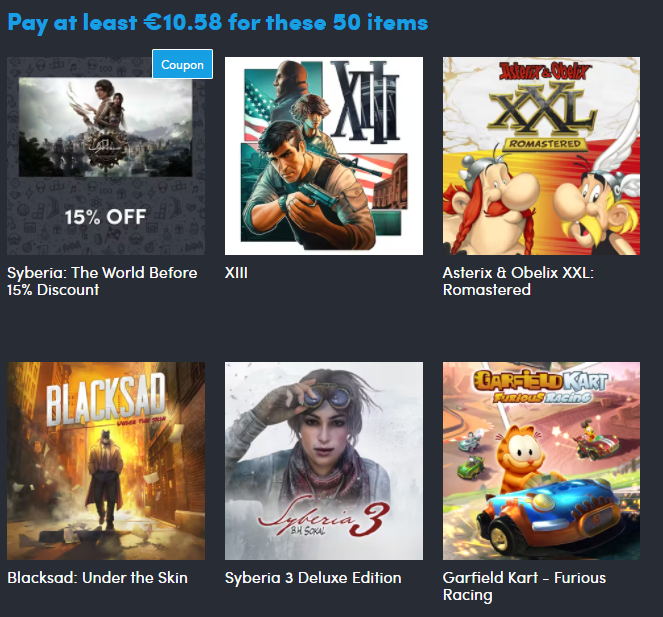 Pay at least €10.58 for these 50 items
Coupon
15% OFF
Syberia: The World Before
15% Discount
XIII
XIII
Asterix & Obelix
XXL
ROMASTERED
Asterix & Obelix XXL:
Romastered
BLACKSAD
UNDER THE SKIN
Blacksad: Under the Skin
Syberia 3
B.H SOKAL
Syberia 3 Deluxe Edition
GARFIELD KART
FURIOUS RACING
Garfield Kart - Furious
Racing